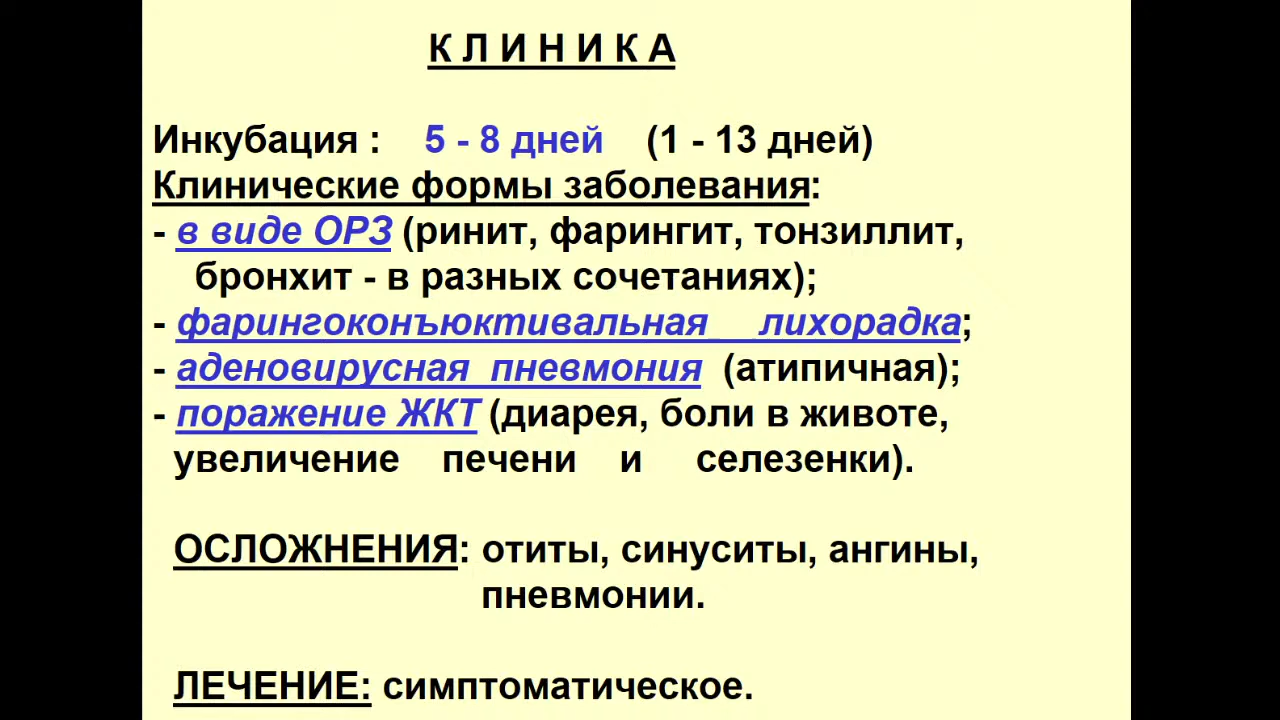 К Л И Н И К А
Инкубация : 5 - 8 дней (1 - 13 дней)
Клинические формы заболевания:
- в виде ОРЗ (ринит, фарингит, тонзиллит,
бронхит - в разных сочетаниях);
- фарингоконъюктивальная лихорадка;
- аденовирусная пневмония (атипичная);
- поражение ЖКТ (диарея, боли в животе,
увеличение печени и селезенки).
ОСЛОЖНЕНИЯ: отиты, синуситы, ангины,
пневмонии.
ЛЕЧЕНИЕ: симптоматическое.